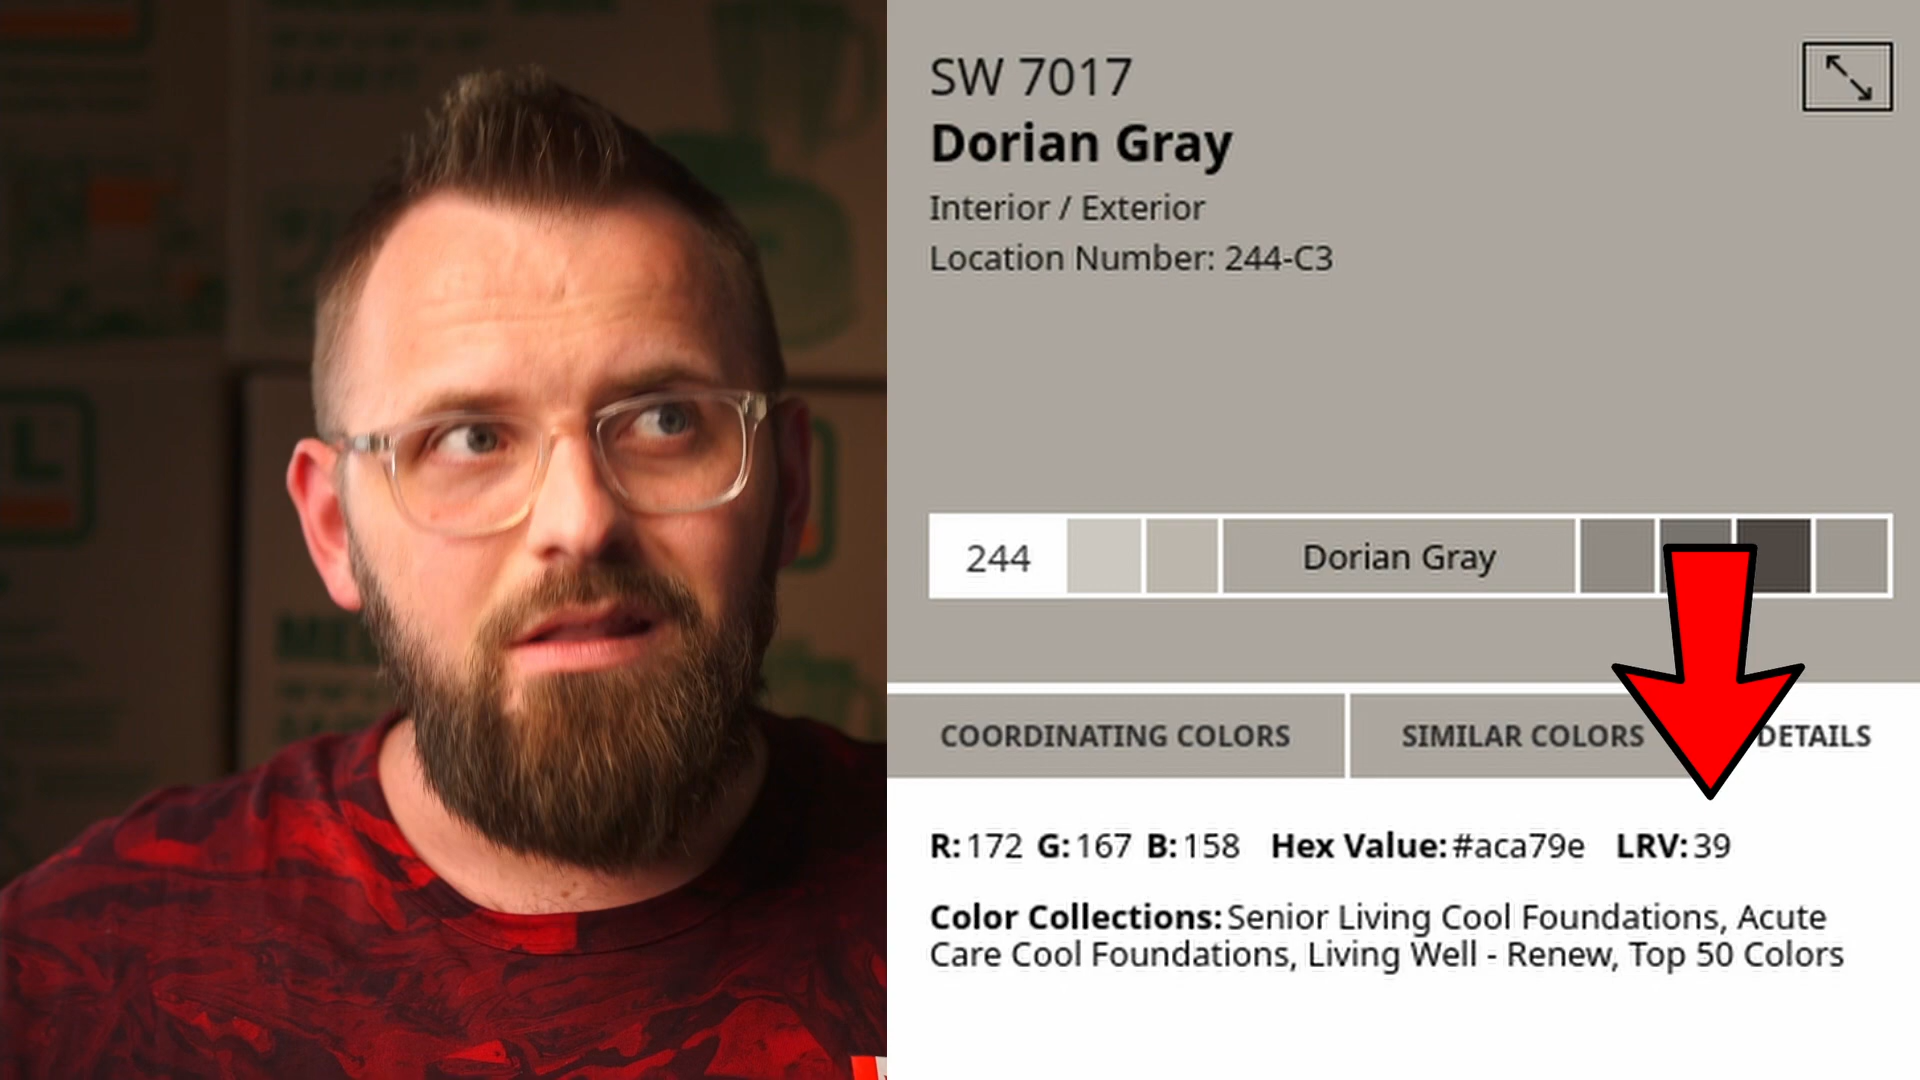 SW 7017
Dorian Gray
Interior / Exterior
Location Number: 244-C3
244
Dorian Gray
COORDINATING COLORS
SIMILAR COLORS
DETAILS
R: 172 G: 167 B: 158 Hex Value: #aca79e LRV: 39
Color Collections: Senior Living Cool Foundations, Acute
Care Cool Foundations, Living Well - Renew, Top 50 Colors